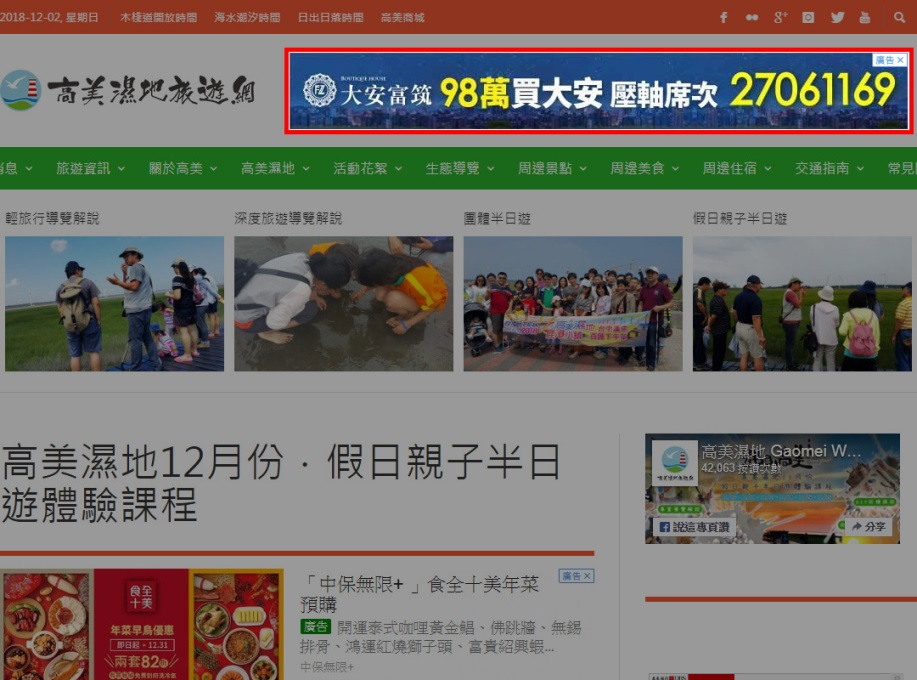 2018-12-02, 星期日
木棧道開放時間
海水潮汐時間
日出日落時間
高美商城
高美濕地旅遊網
BOUTIQUE HOUSE
FZ 大安富筑 98萬買大安 壓軸席次 27061169
廣告
消息 旅遊資訊 關於高美 高美濕地 活動花絮 生態導覽 周邊景點 周邊美食 周邊住宿 交通指南 常見
輕旅行導覽解說
深度旅遊導覽解說
團體半日遊
假日親子半日遊
高美濕地12月份．假日親子半日
遊體驗課程
高美濕地 Gaomei W...
42,063 按讚次數
說這專頁讚
分享
食全
十美
年菜早鳥優惠
即日起 - 12.31
兩套82折
「中保無限+ 」食全十美年菜
預購
廣告
廣告 開運泰式咖哩黃金鯧、佛跳牆、無錫
排骨、鴻運紅燒獅子頭、富貴紹興蝦...
中保無限+